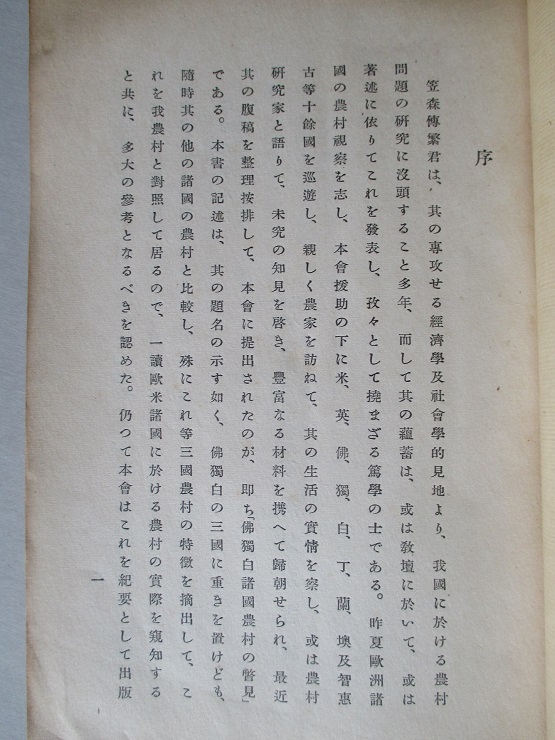 序
笠森傳繁君は、其の專攻せる經濟學及社會學的見地より、我國に於ける農村
問題の研究に沒頭すること多年、而して其の蘊蓄は、或は敎壇に於いて、或は
著述に依りてこれを發表し、孜々として撓まざる篤學の士である。昨夏歐洲諸
國の農村視察を志し、本會援助の下に米、英、佛、獨、白、丁、蘭、墺及智惠
古等十餘國を巡遊し、親しく農家を訪ねて、其の生活の實情を察し、或は農村
研究家と語りて、未究の知見を啓き、豐富なる材料を携へて歸朝せられ、最近
其の腹稿を整理按排して、本會に提出されたのが、卽ち「佛獨白諸國農村の瞥見」
である。本書の記述は、其の題名の示す如く、佛獨白の三國に重きを置けども、
隨時其の他の諸國の農村と比較し、殊にこれ等三國農村の特徵を摘出して、こ
れを我農村と對照して居るので、一讀歐米諸國に於ける農村の實際を窺知する
と共に、多大の參考となるべきを認めた。仍つて本會はこれを紀要として出版
一